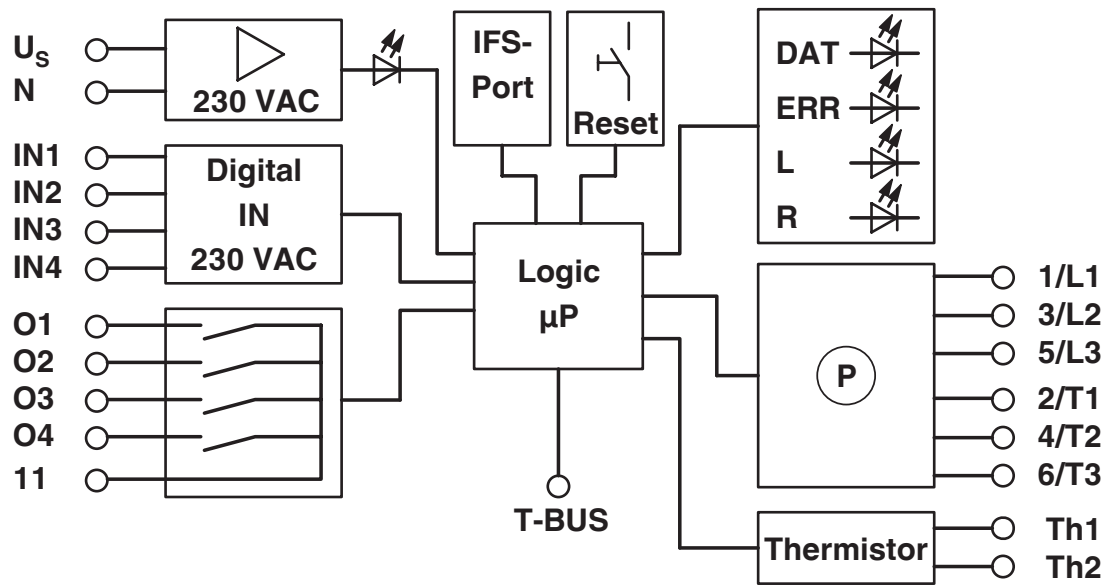 US
N
230 VAC
IN1
IN2
IN3
IN4
Digital
IN
230 VAC
O1
O2
O3
O4
11
IFS-
Port
Reset
Logic
µP
T-BUS
DAT
ERR
L
R
P
1/L1
3/L2
5/L3
2/T1
4/T2
6/T3
Thermistor
Th1
Th2